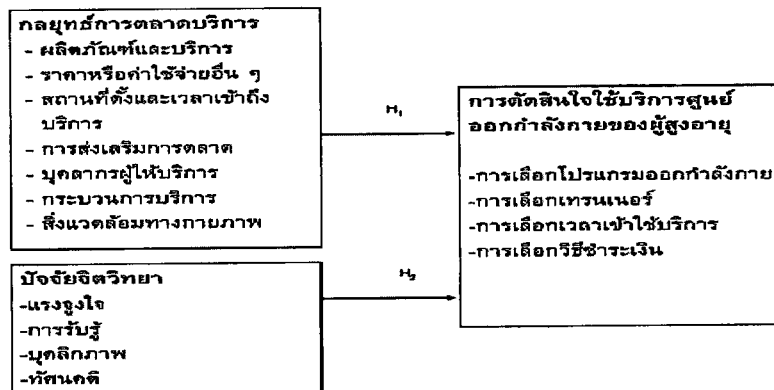 กลยุทธ์การตลาดบริการ
- ผลิตภัณฑ์และบริการ
- ราคาหรือค่าใช้จ่ายอื่น ๆ
- สถานที่ตั้งและเวลาเข้าถึง
บริการ
- การส่งเสริมการตลาด
- บุคลากรผู้ให้บริการ
- กระบวนการบริการ
- สิ่งแวดล้อมทางกายภาพ
H₁
การตัดสินใจใช้บริการศูนย์
ออกกำลังกายของผู้สูงอายุ
-การเลือกโปรแกรมออกกำลังกาย
-การเลือกเทรนเนอร์
-การเลือกเวลาเข้าใช้บริการ
-การเลือกวิธีชำระเงิน
ปัจจัยจิตวิทยา
-แรงจูงใจ
-การรับรู้
-บุคลิกภาพ
-ทัศนคติ
H₂